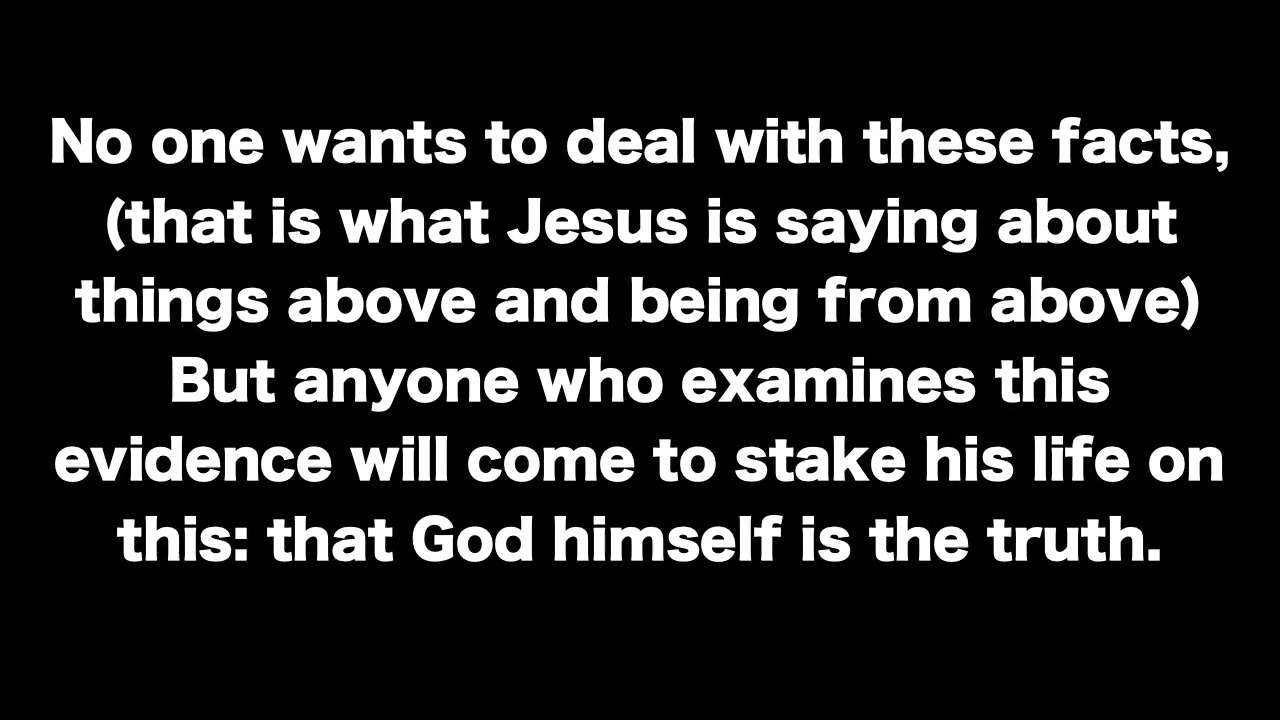 No one wants to deal with these facts,
(that is what Jesus is saying about
things above and being from above)
But anyone who examines this
evidence will come to stake his life on
this: that God himself is the truth.